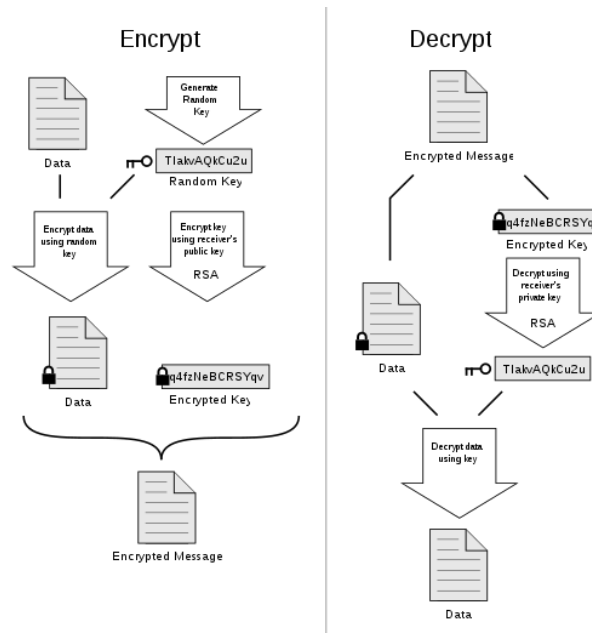 Encrypt
Generate
Random
Key
Data
TIakvAQkCu2u
Random Key
Encrypt data
using random
key
Encrypt key
using receiver's
public key
RSA
Data
q4fzNeBCRSYqv
Encrypted Key
Encrypted Message
Decrypt
Encrypted Message
q4fzNeBCRSYq
Encrypted Key
Decrypt using
receiver's
private key
RSA
Data
TIakvAQkCu2u
Decrypt data
using key
Data